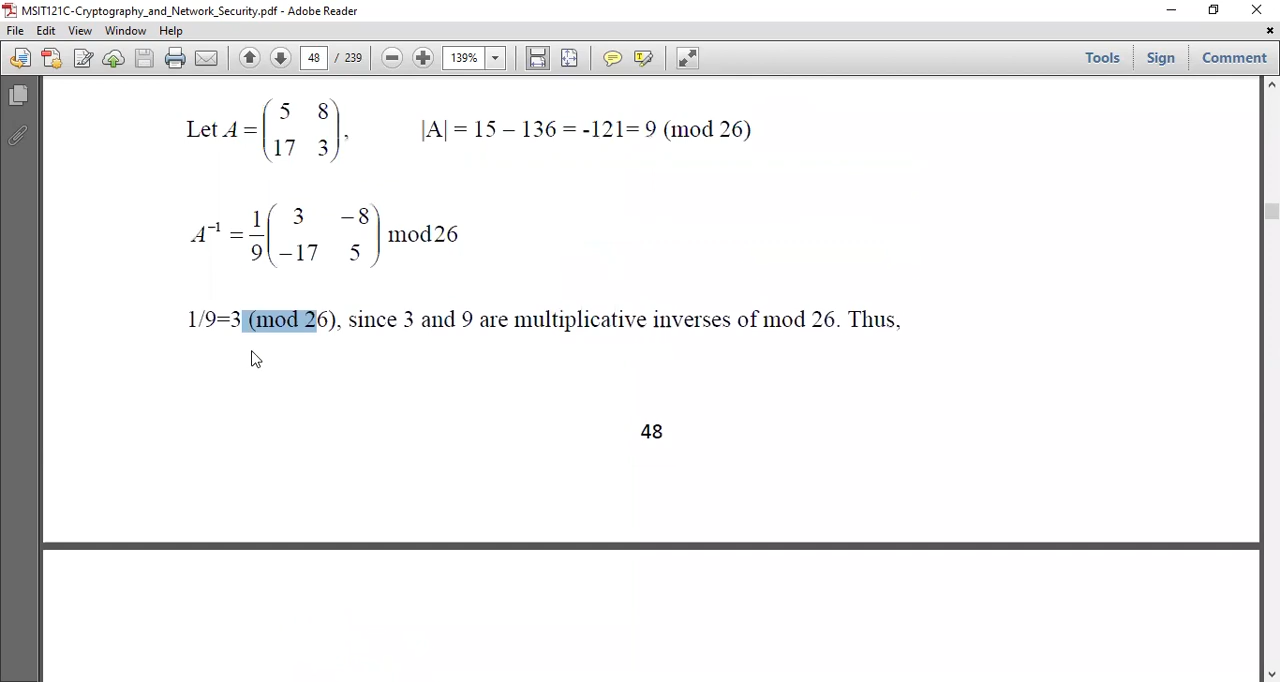 MSIT121C-Cryptography_and_Network_Security.pdf - Adobe Reader
File Edit View Window Help
48 / 239 139% Tools Sign Comment
Let A = ( 5 8 17 3 ), |A| = 15 – 136 = -121= 9 (mod 26)
A⁻¹ = 1/9 ( 3 −8 −17 5 ) mod 26
1/9=3 (mod 26), since 3 and 9 are multiplicative inverses of mod 26. Thus,
48